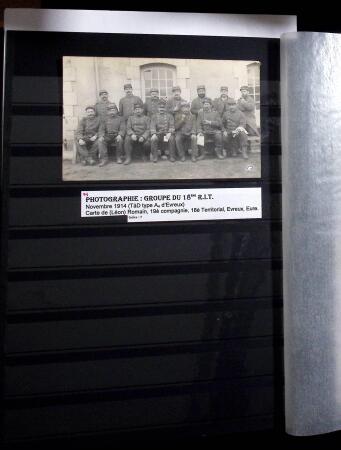 PHOTOGRAPHIE : GROUPE DU 18ME R.I.T.
Novembre 1914 (TàD type A4 d'Evreux)
Carte de (Léon) Romain, 19è compagnie, 18è Territorial, Evreux, Eure.